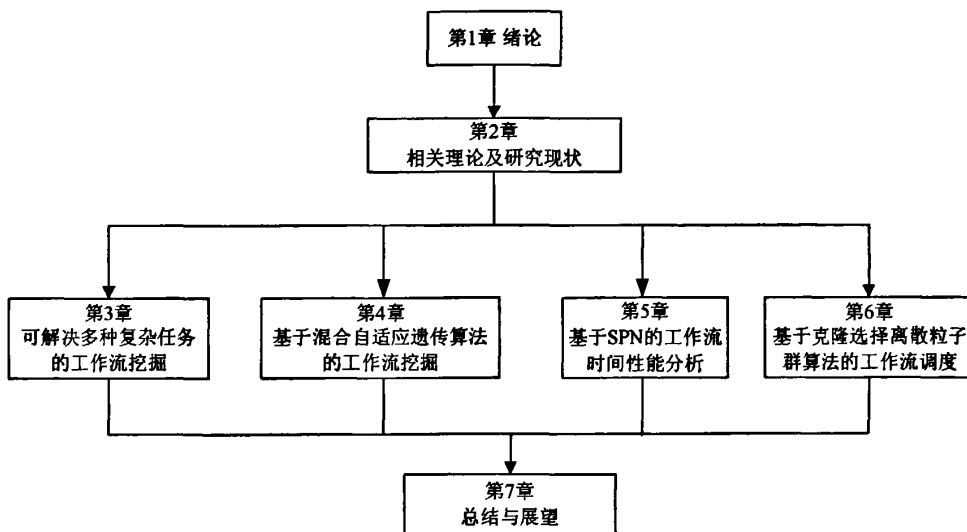 第1章 绪论
第2章
相关理论及研究现状
第3章
可解决多种复杂任务
的工作流挖掘
第4章
基于混合自适应遗传算法
的工作流挖掘
第5章
基于SPN的工作流
时间性能分析
第6章
基于克隆选择离散粒子
群算法的工作流调度
第7章
总结与展望